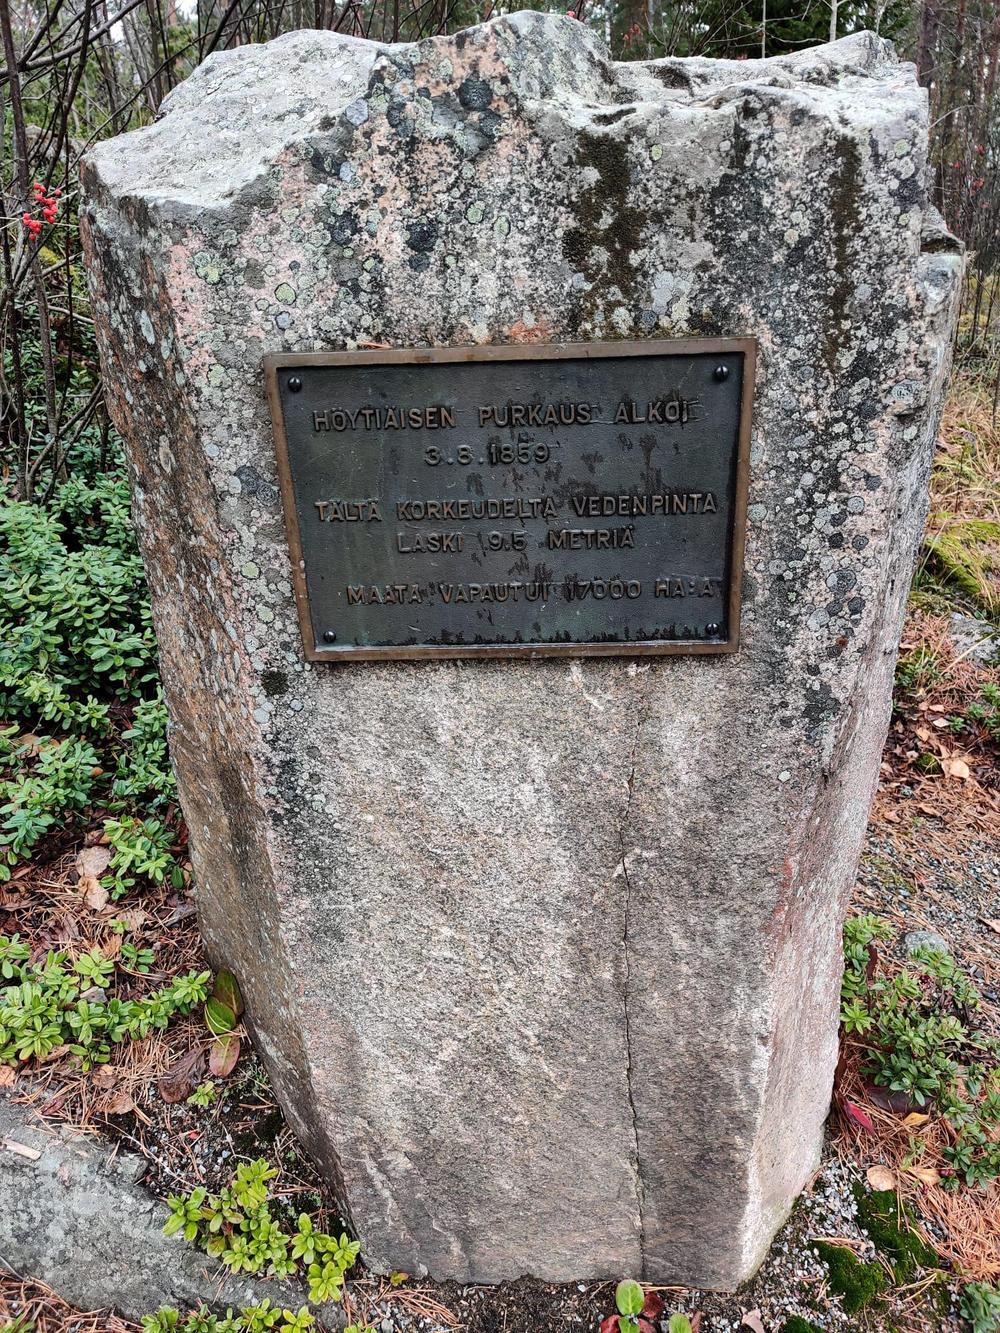 HÖYTIÄISEN PURKAUS ALKOI
3.8.1859
TÄLTÄ KORKEUDELTA VEDENPINTA
LASKI 9.5 METRIÄ
MAATA VAPAUTUI 17000 HA:A